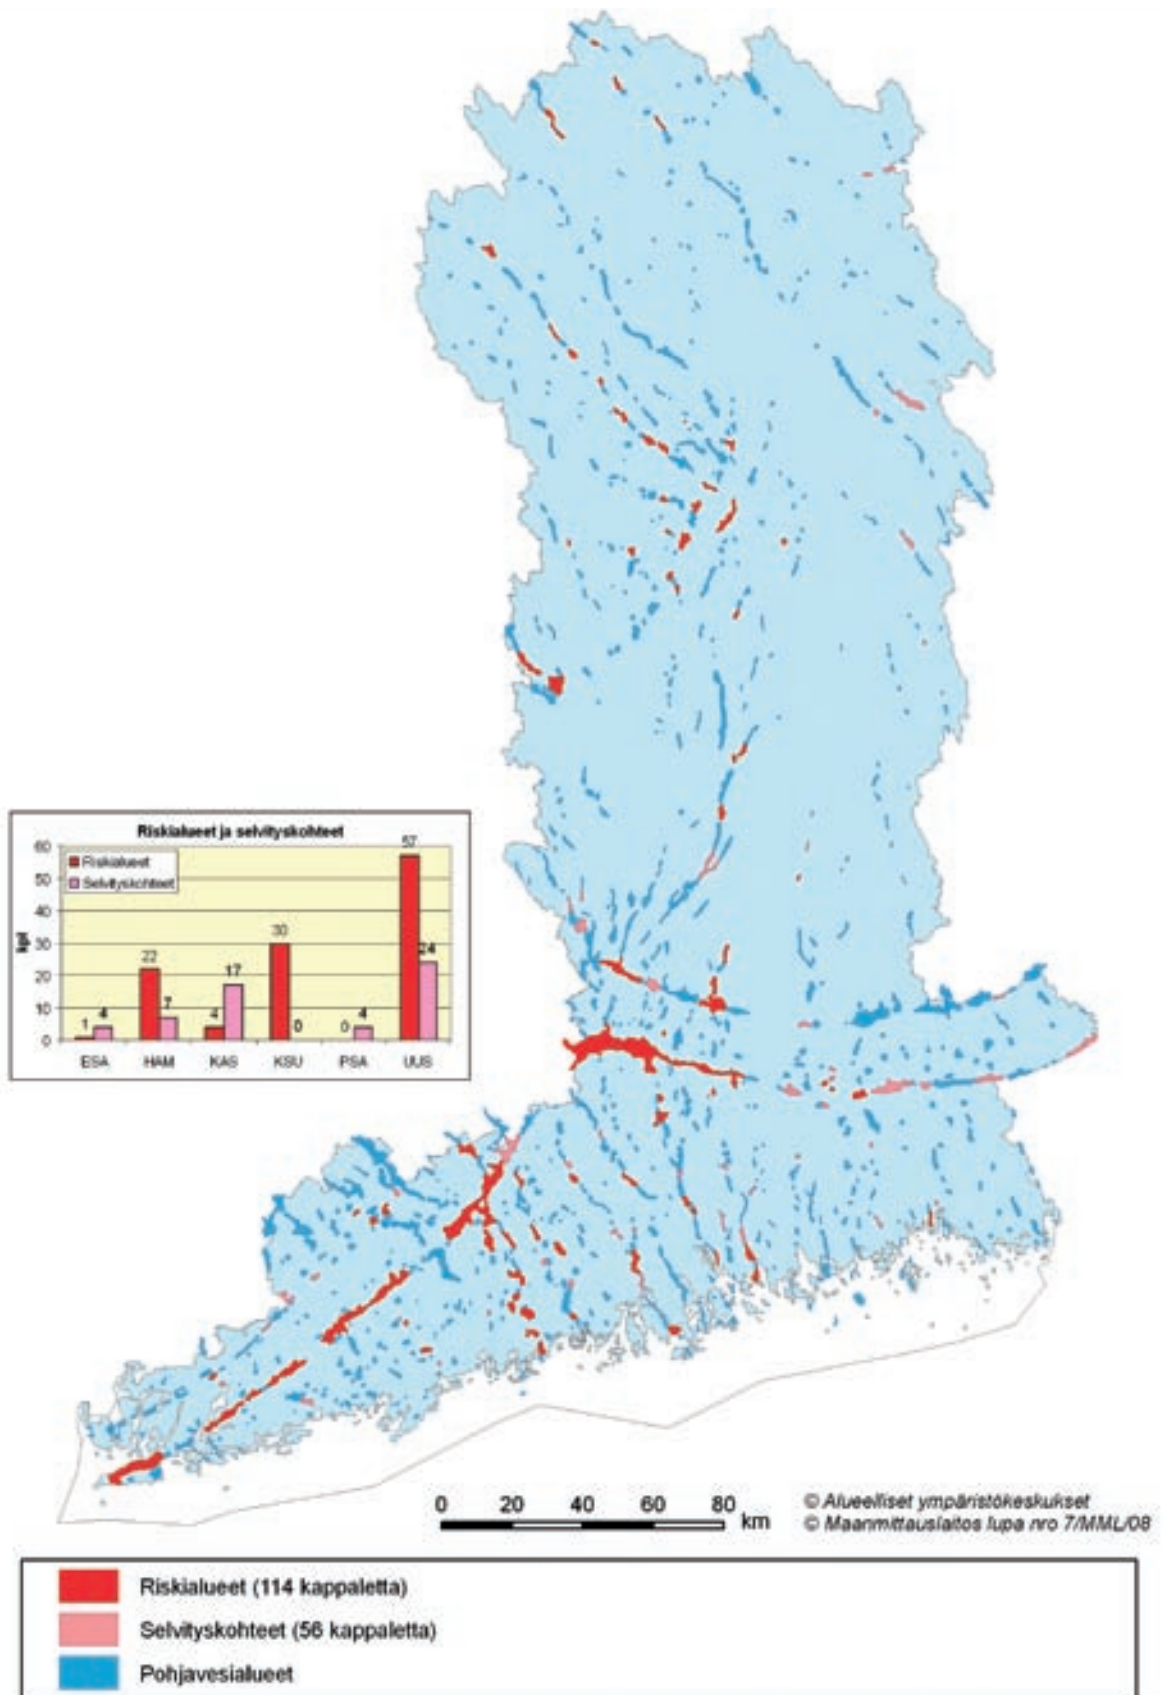 Riskialueet ja selvityskohteet
60
50
40
30
20
10
0
kpl
Riskialueet
Selvityskohteet
1 4 22 7 4 17 30 0 0 4 57 24
ESA HAM KAS KSU PSA UUS
0 20 40 60 80 km
© Alueelliset ympäristökeskukset
© Maanmittauslaitos lupa nro 7/MML/08
Riskialueet (114 kappaletta)
Selvityskohteet (56 kappaletta)
Pohjavesialueet